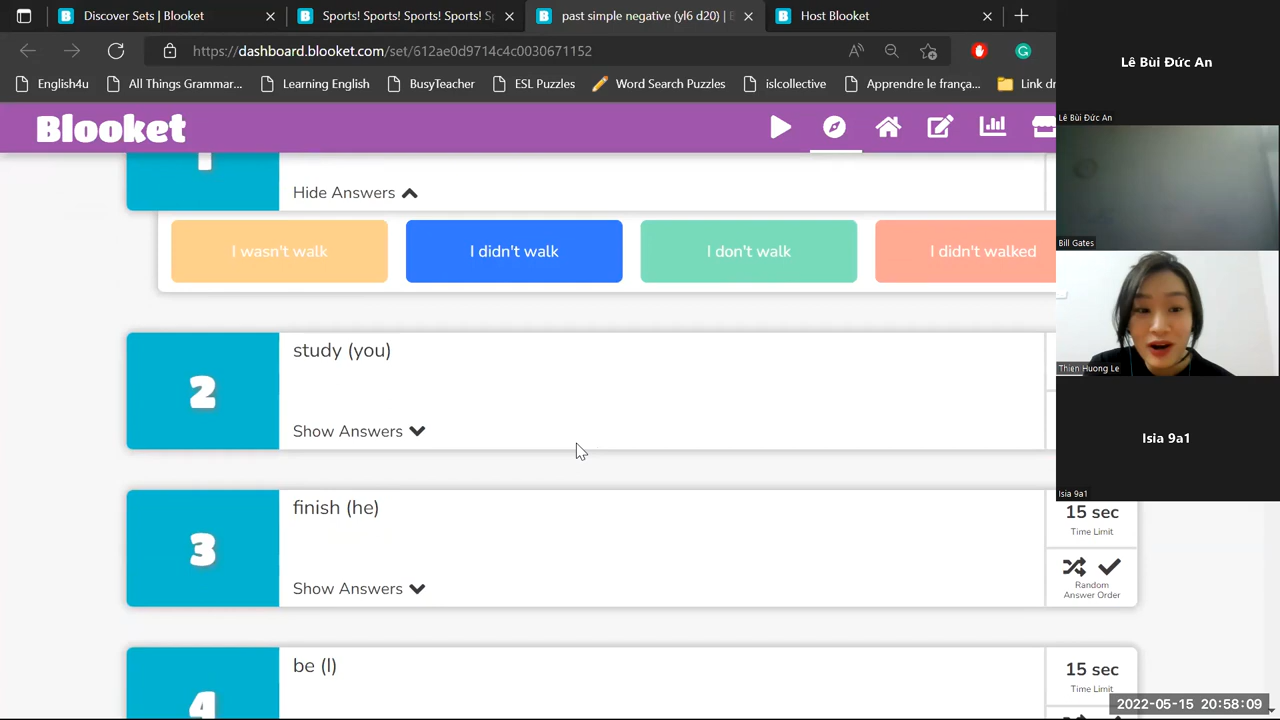 Discover Sets | Blooket
Sports! Sports! Sports! Sports! S
past simple negative (yl6 d20) | B
Host Blooket
https://dashboard.blooket.com/set/612ae0d9714c4c0030671152
English4u
All Things Grammar...
Learning English
BusyTeacher
ESL Puzzles
Word Search Puzzles
islcollective
Apprendre le frança...
Link dr
Blooket
1
Hide Answers
I wasn't walk
I didn't walk
I don't walk
I didn't walked
2
study (you)
Show Answers
3
finish (he)
Show Answers
15 sec
Time Limit
Random
Answer Order
4
be (I)
15 sec
Time Limit
Lê Bùi Đức An
Lê Bùi Đức An
Bill Gates
Thien Huong Le
Isia 9a1
Isia 9a1
2022-05-15 20:58:09